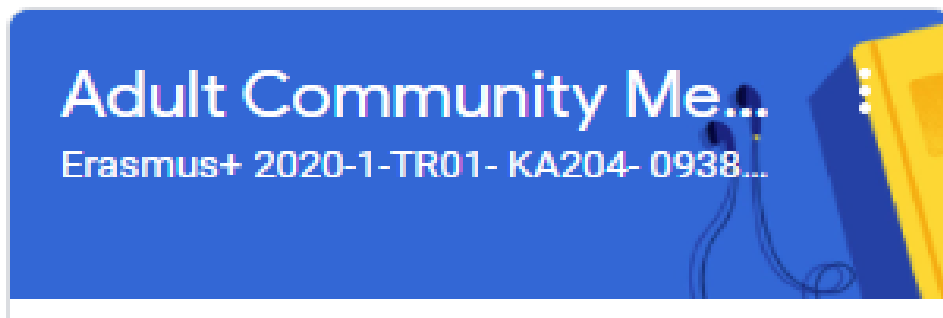 Adult Community Me...
Erasmus+ 2020-1-TR01- KA204- 0938...